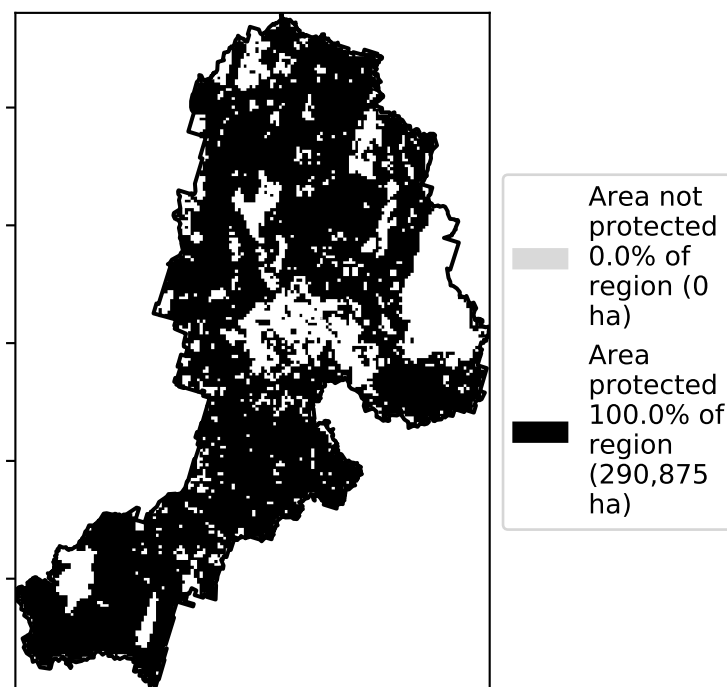 Area not
protected
0.0% of
region (0
ha)
Area
protected
100.0% of
region
(290,875
ha)